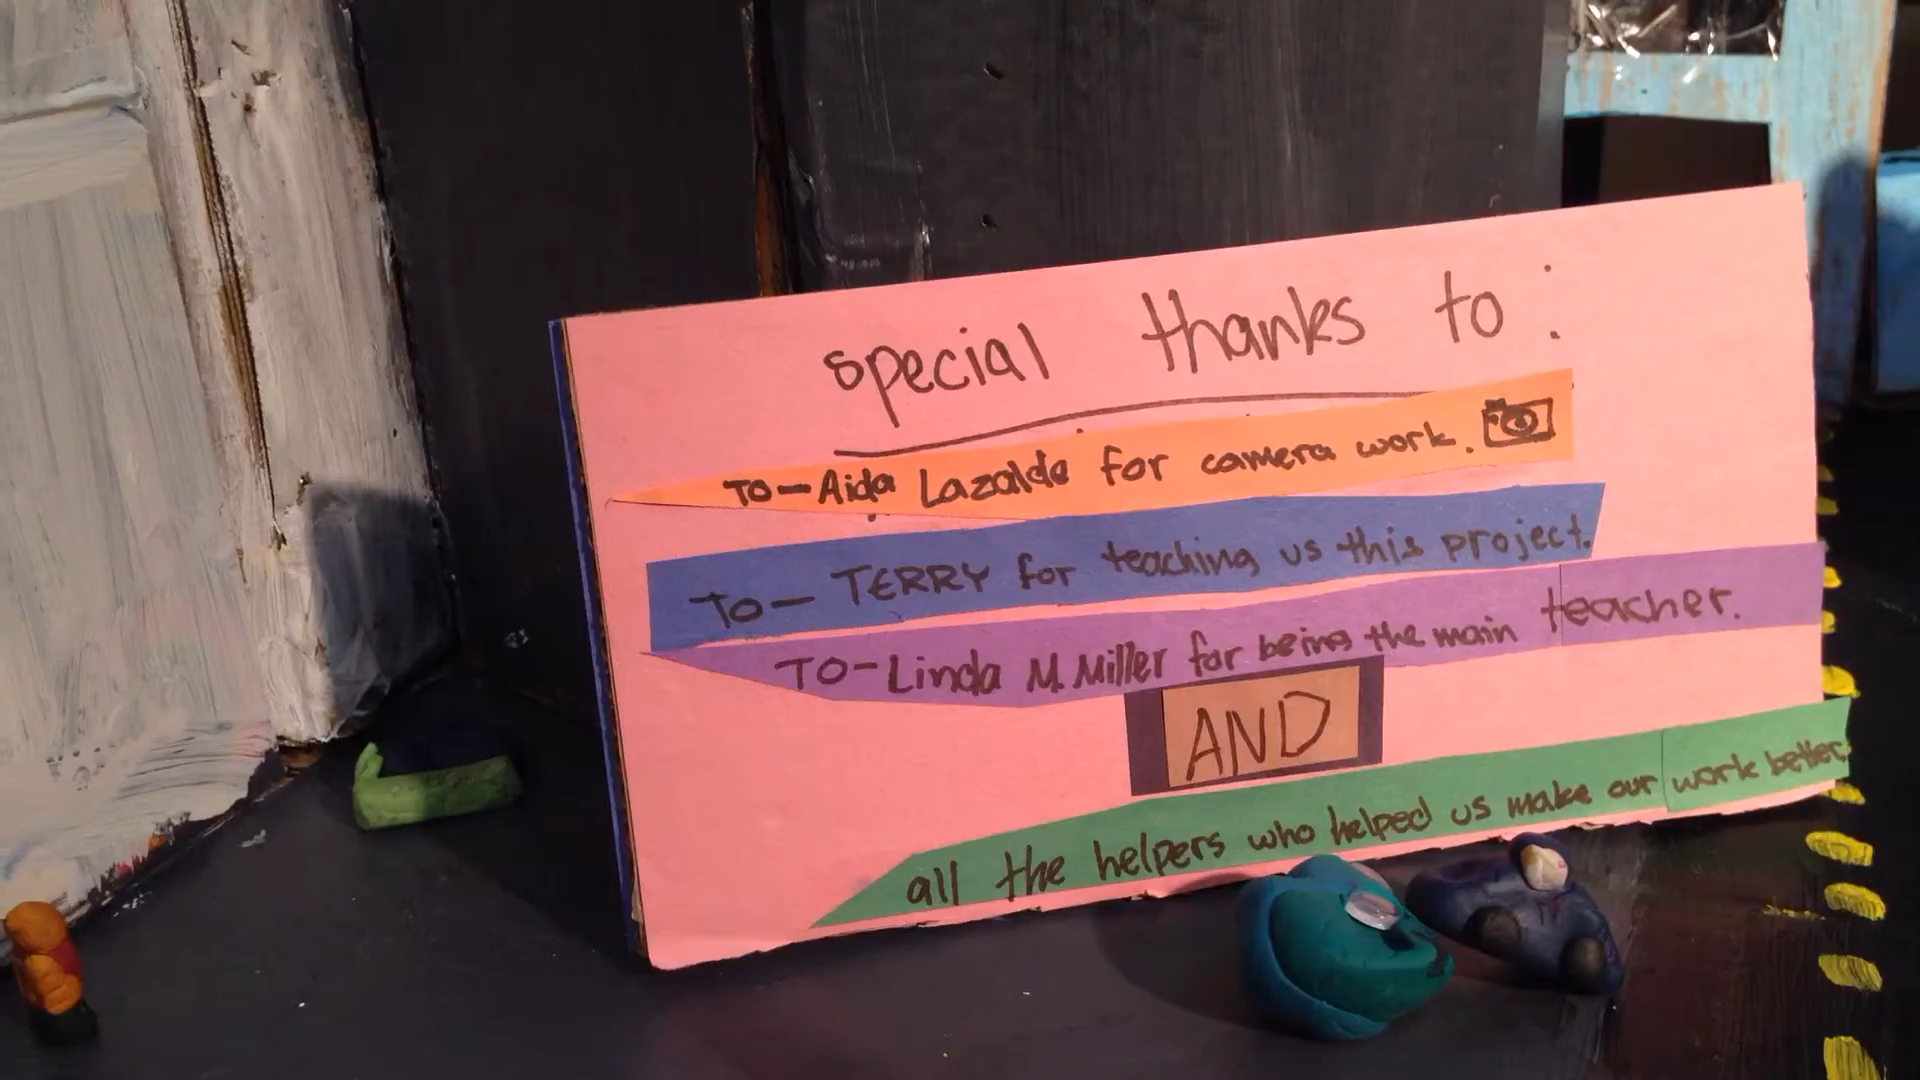 special thanks to:
TO-Aida Lazalde for camera work.
To- TERRY for teaching us this project.
TO-Linda M. Miller for being the main teacher.
AND
all the helpers who helped us make our work better.